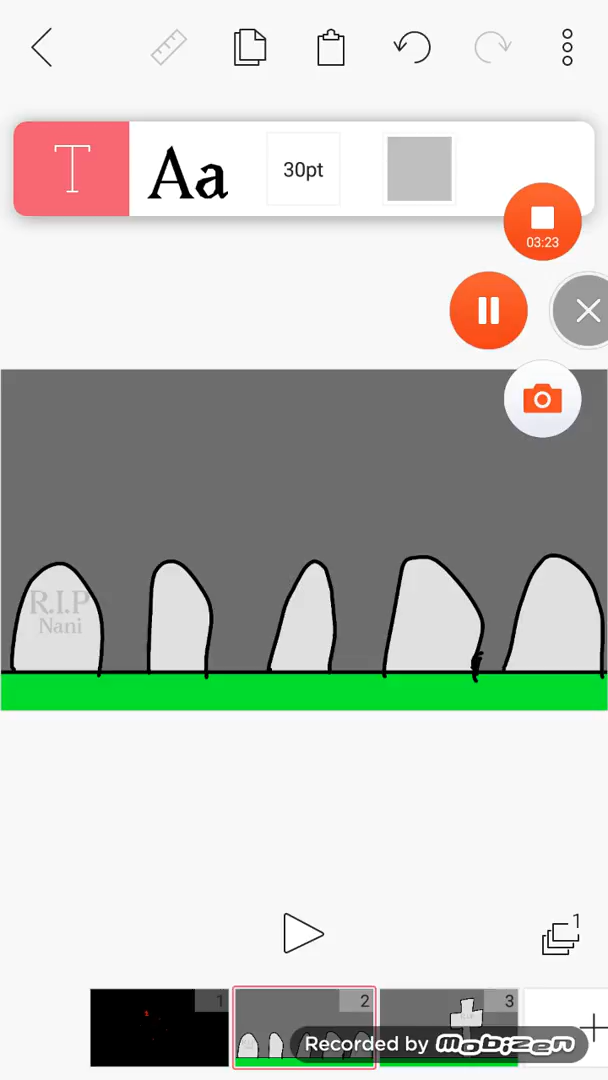 T Aa 30pt
03:23
R.I.P
Nani
1
1 2 3
Recorded by mobizen